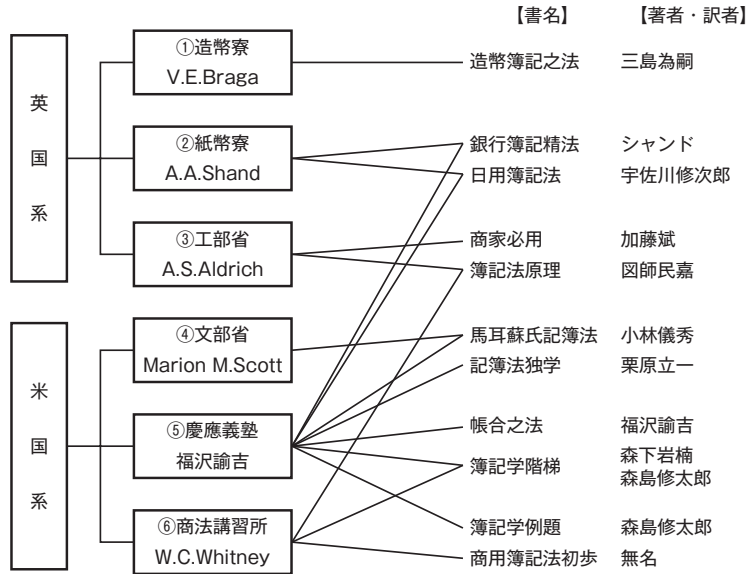 【書名】 【著者・訳者】
英国系
①造幣寮
V.E.Braga
造幣簿記之法 三島為嗣
②紙幣寮
A.A.Shand
銀行簿記精法 シャンド
日用簿記法 宇佐川修次郎
③工部省
A.S.Aldrich
商家必用 加藤斌
簿記法原理 図師民嘉
米国系
④文部省
Marion M.Scott
馬耳蘇氏記簿法 小林儀秀
記簿法独学 栗原立一
⑤慶應義塾
福沢諭吉
帳合之法 福沢諭吉
簿記学階梯 森下岩楠
森島修太郎
簿記学例題 森島修太郎
⑥商法講習所
W.C.Whitney
商用簿記法初歩 無名